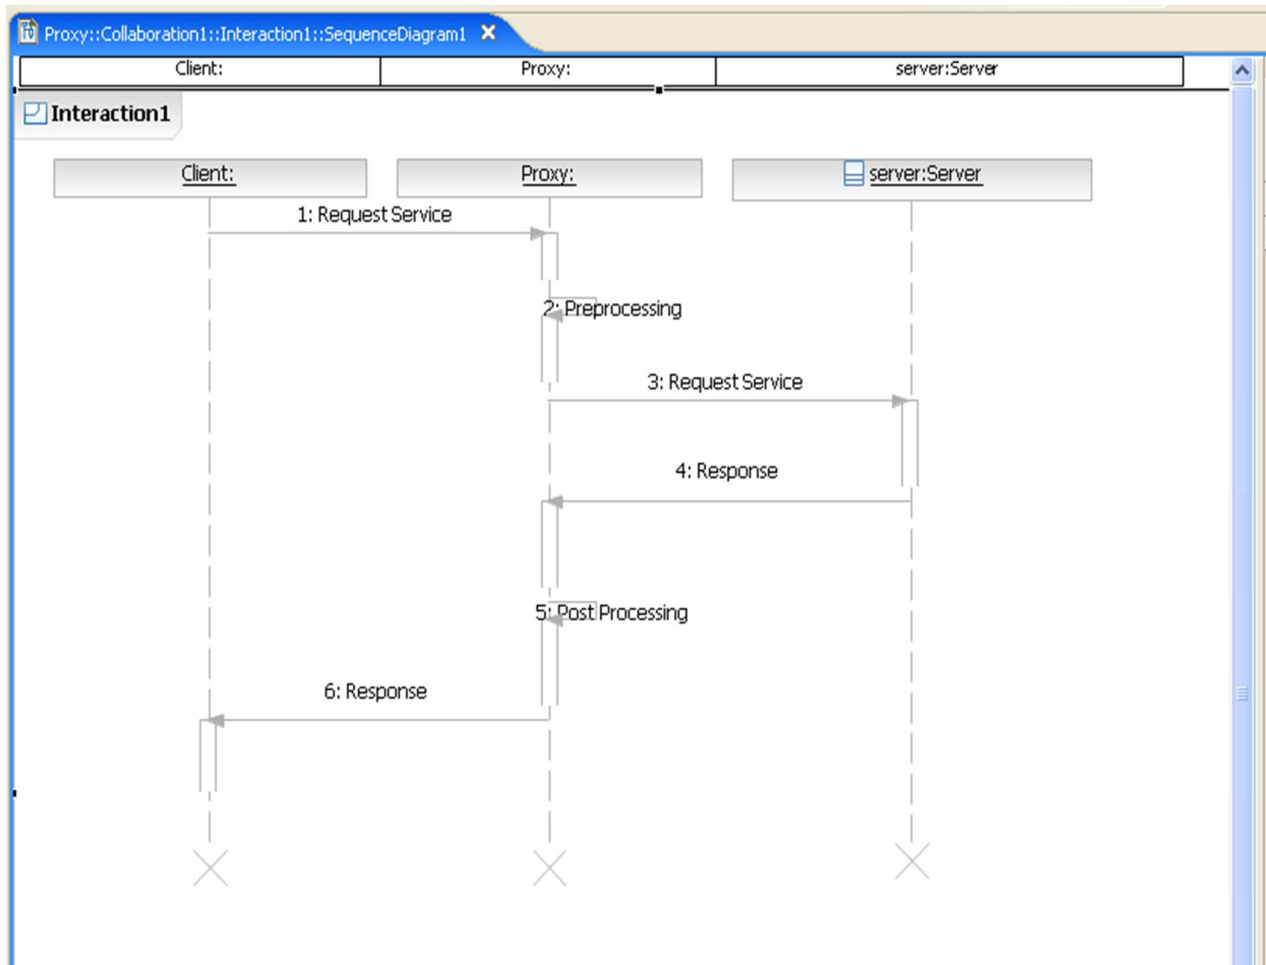 Proxy::Collaboration1::Interaction1::SequenceDiagram1
Client:
Proxy:
server:Server
Interaction1
Client:
Proxy:
server:Server
1: Request Service
2: Preprocessing
3: Request Service
4: Response
5: Post Processing
6: Response